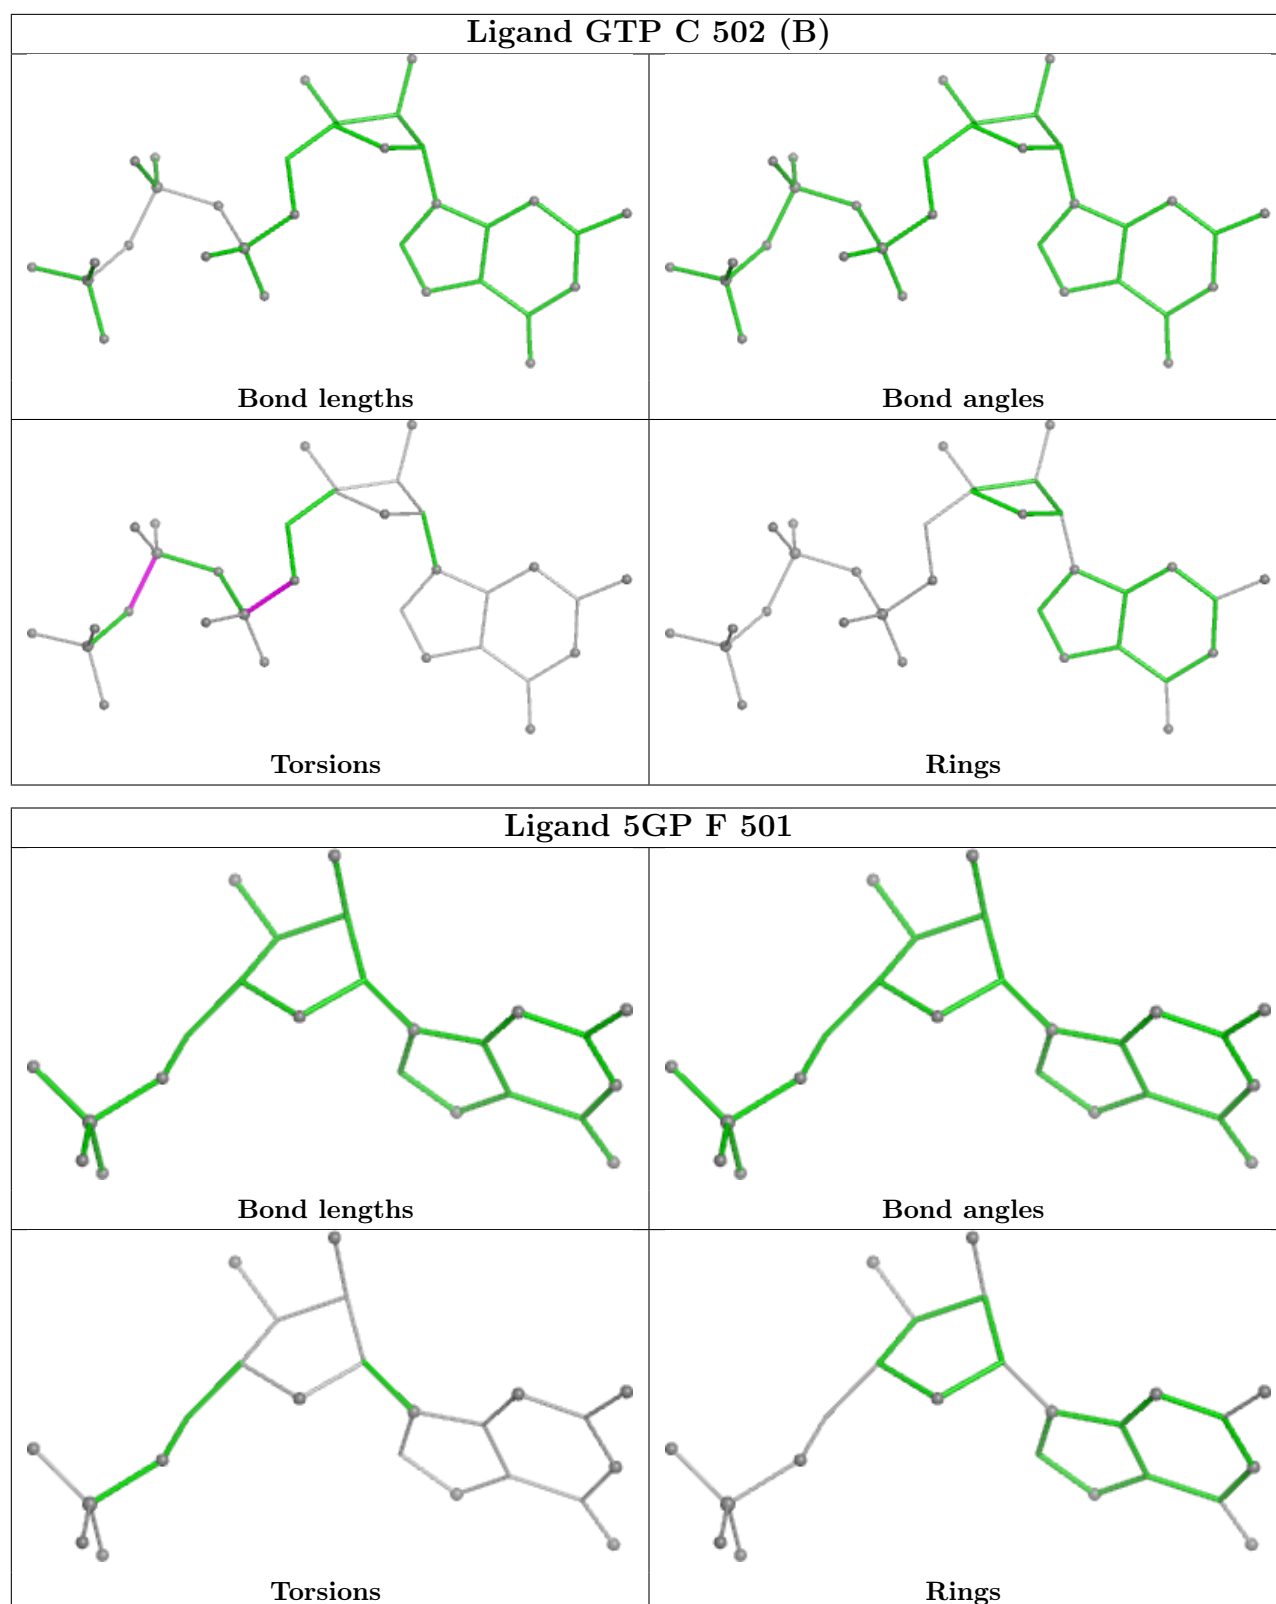 Ligand GTP C 502 (B)
Bond lengths
Bond angles
Torsions
Rings
Ligand 5GP F 501
Bond lengths
Bond angles
Torsions
Rings